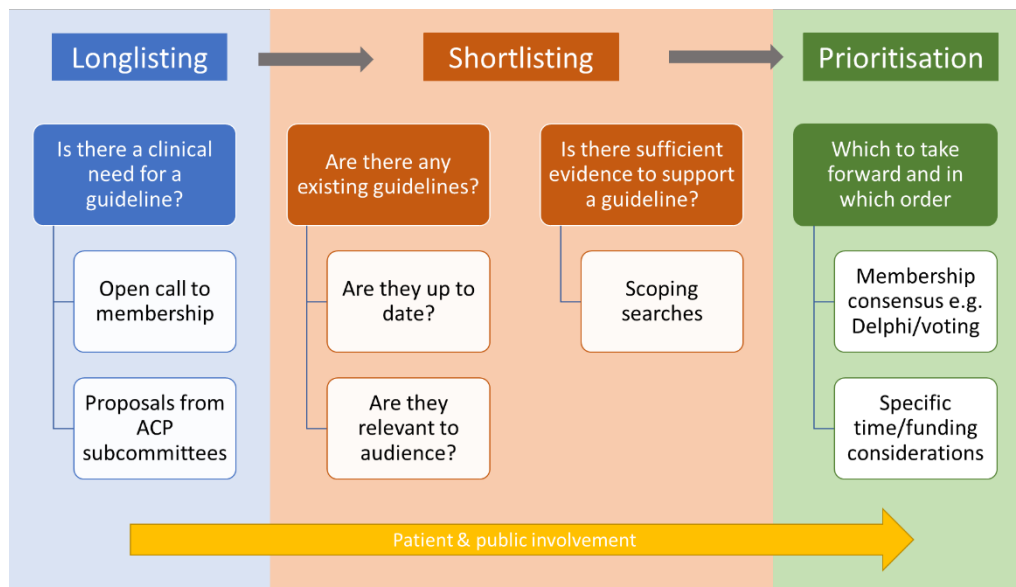 Longlisting
Shortlisting
Prioritisation
Is there a clinical
need for a
guideline?
Open call to
membership
Proposals from
ACP
subcommittees
Are there any
existing guidelines?
Are they up to
date?
Are they
relevant to
audience?
Is there sufficient
evidence to support
a guideline?
Scoping
searches
Which to take
forward and in
which order
Membership
consensus e.g.
Delphi/voting
Specific
time/funding
considerations
Patient & public involvement